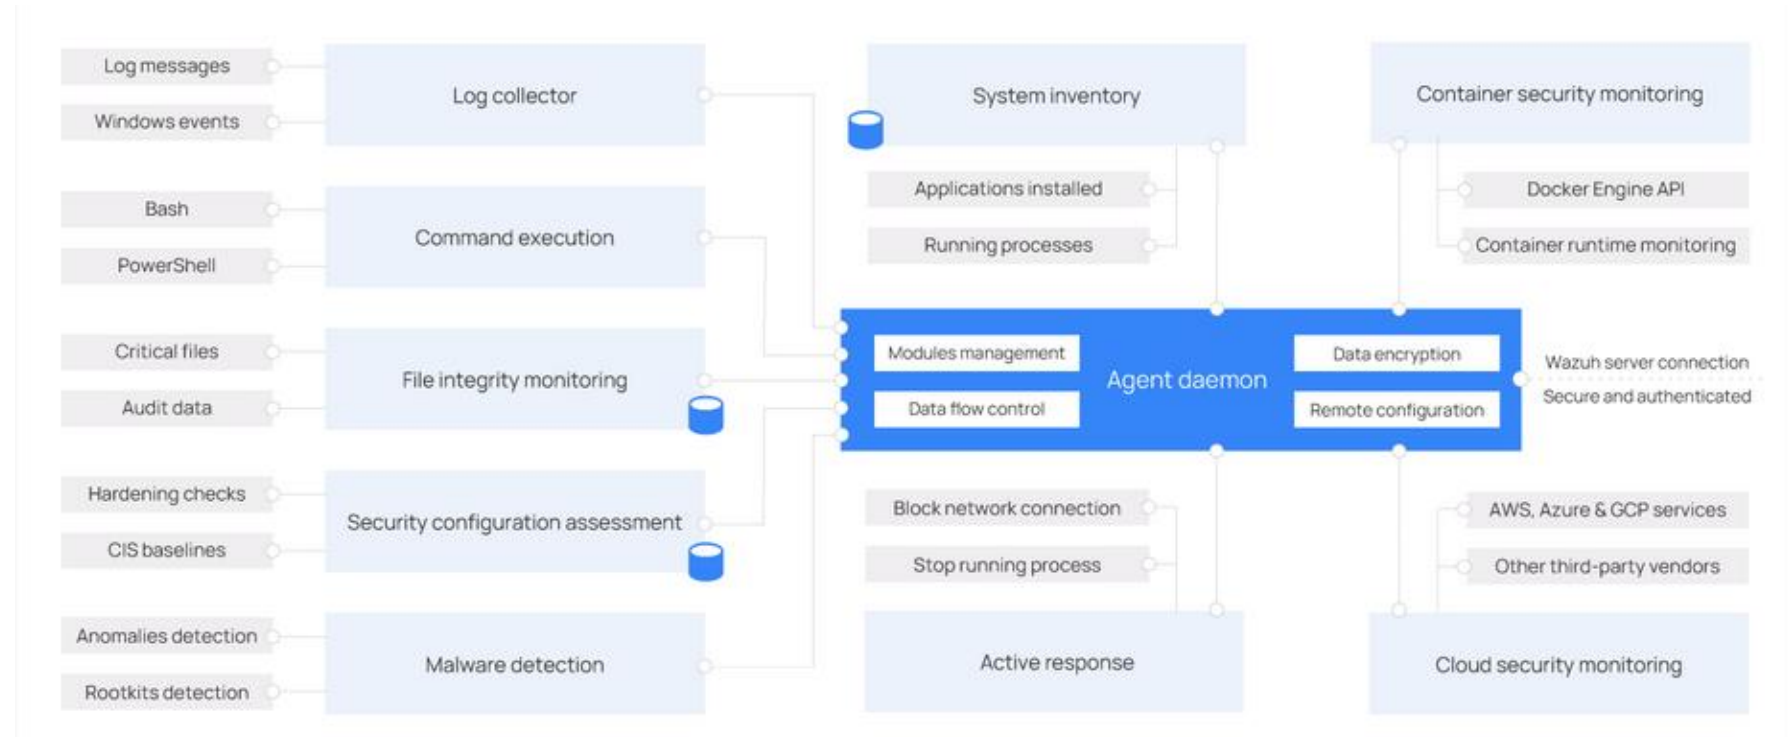 Log messages
Windows events
Log collector
Bash
PowerShell
Command execution
Critical files
Audit data
File integrity monitoring
Hardening checks
CIS baselines
Security configuration assessment
Anomalies detection
Rootkits detection
Malware detection
System inventory
Applications installed
Running processes
Container security monitoring
Docker Engine API
Container runtime monitoring
Modules management
Data flow control
Agent daemon
Data encryption
Remote configuration
Wazuh server connection
Secure and authenticated
Block network connection
Stop running process
Active response
AWS, Azure & GCP services
Other third-party vendors
Cloud security monitoring